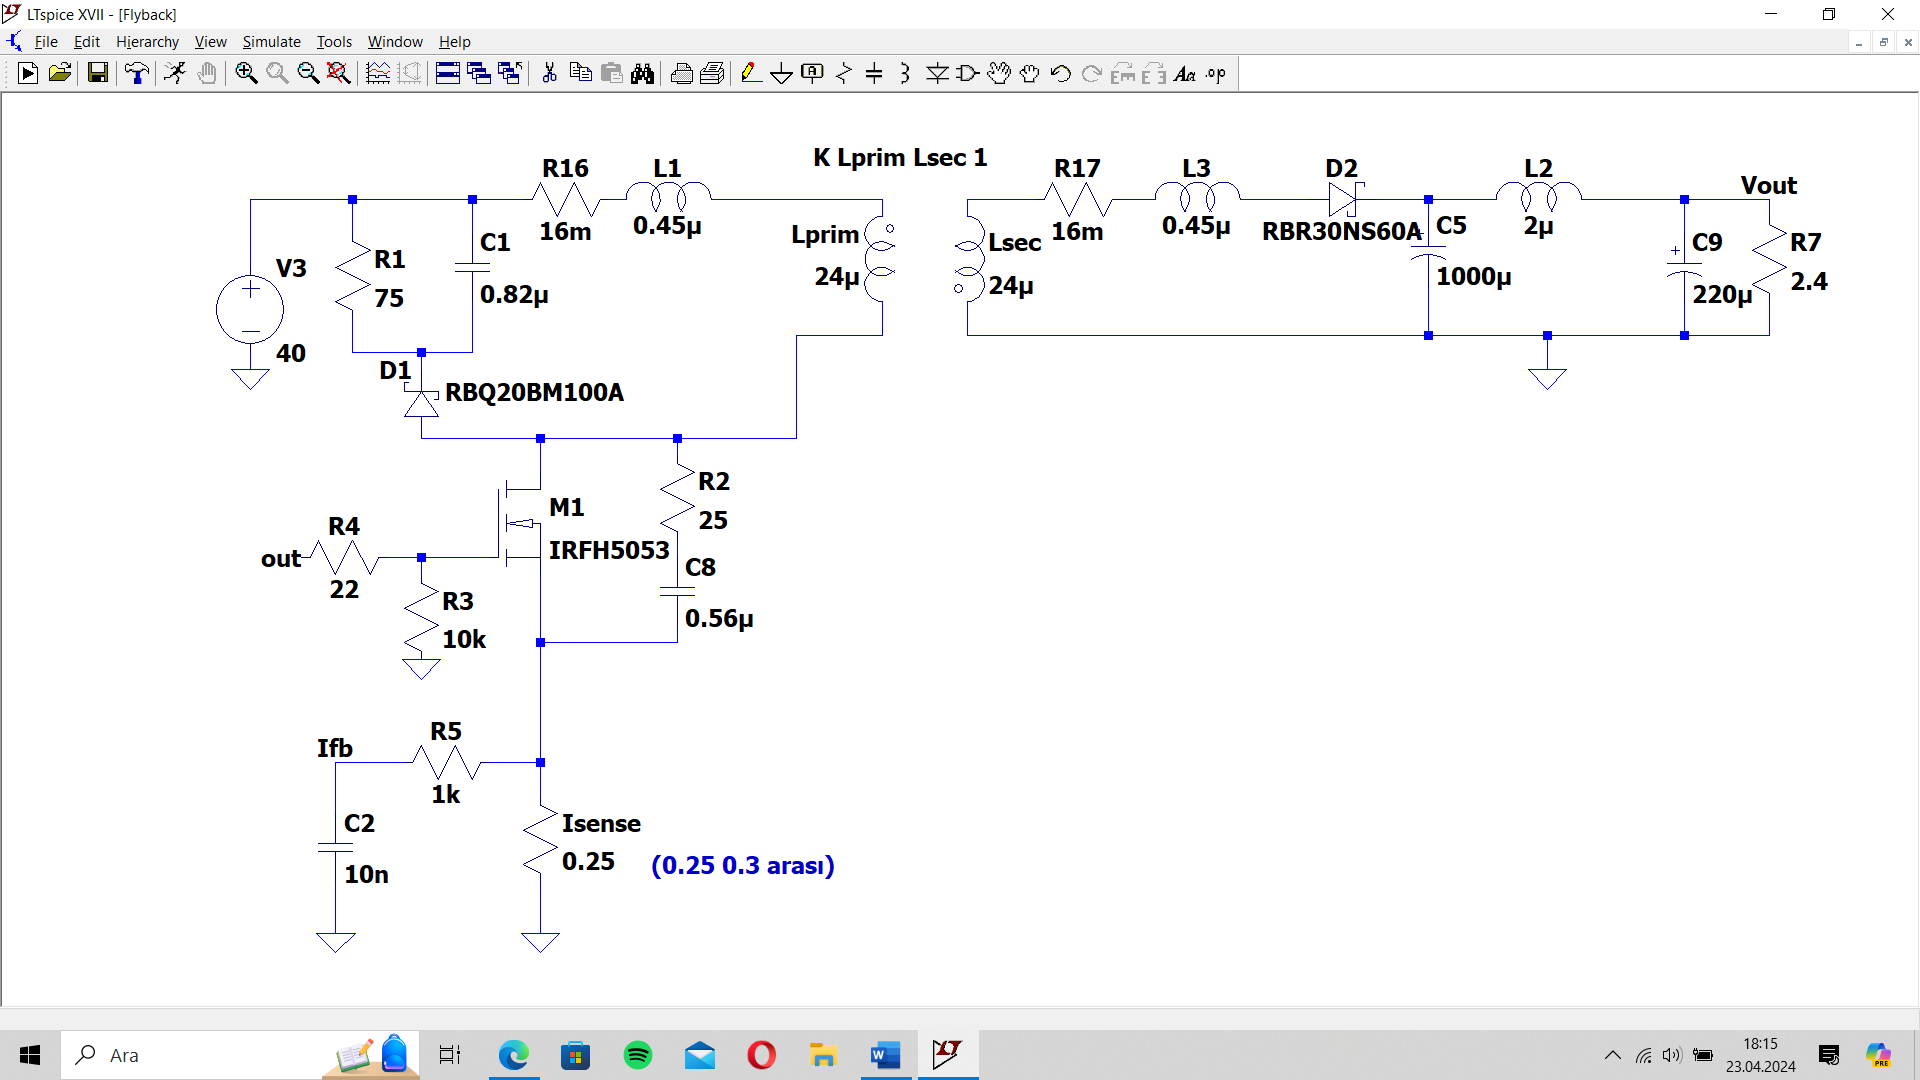 LTspice XVII - [Flyback]
File Edit Hierarchy View Simulate Tools Window Help
K Lprim Lsec 1
R16
L1
R17
L3
D2
L2
Vout
16m
0.45µ
16m
0.45µ
RBR30NS60A
2µ
Lprim
24µ
Lsec
24µ
C5
1000µ
C9
220µ
R7
2.4
V3
40
R1
75
C1
0.82µ
D1
RBQ20BM100A
M1
IRFH5053
R2
25
C8
0.56µ
R4
out
22
R3
10k
Ifb
R5
1k
C2
10n
Isense
0.25
(0.25 0.3 arası)
Ara
18:15
23.04.2024